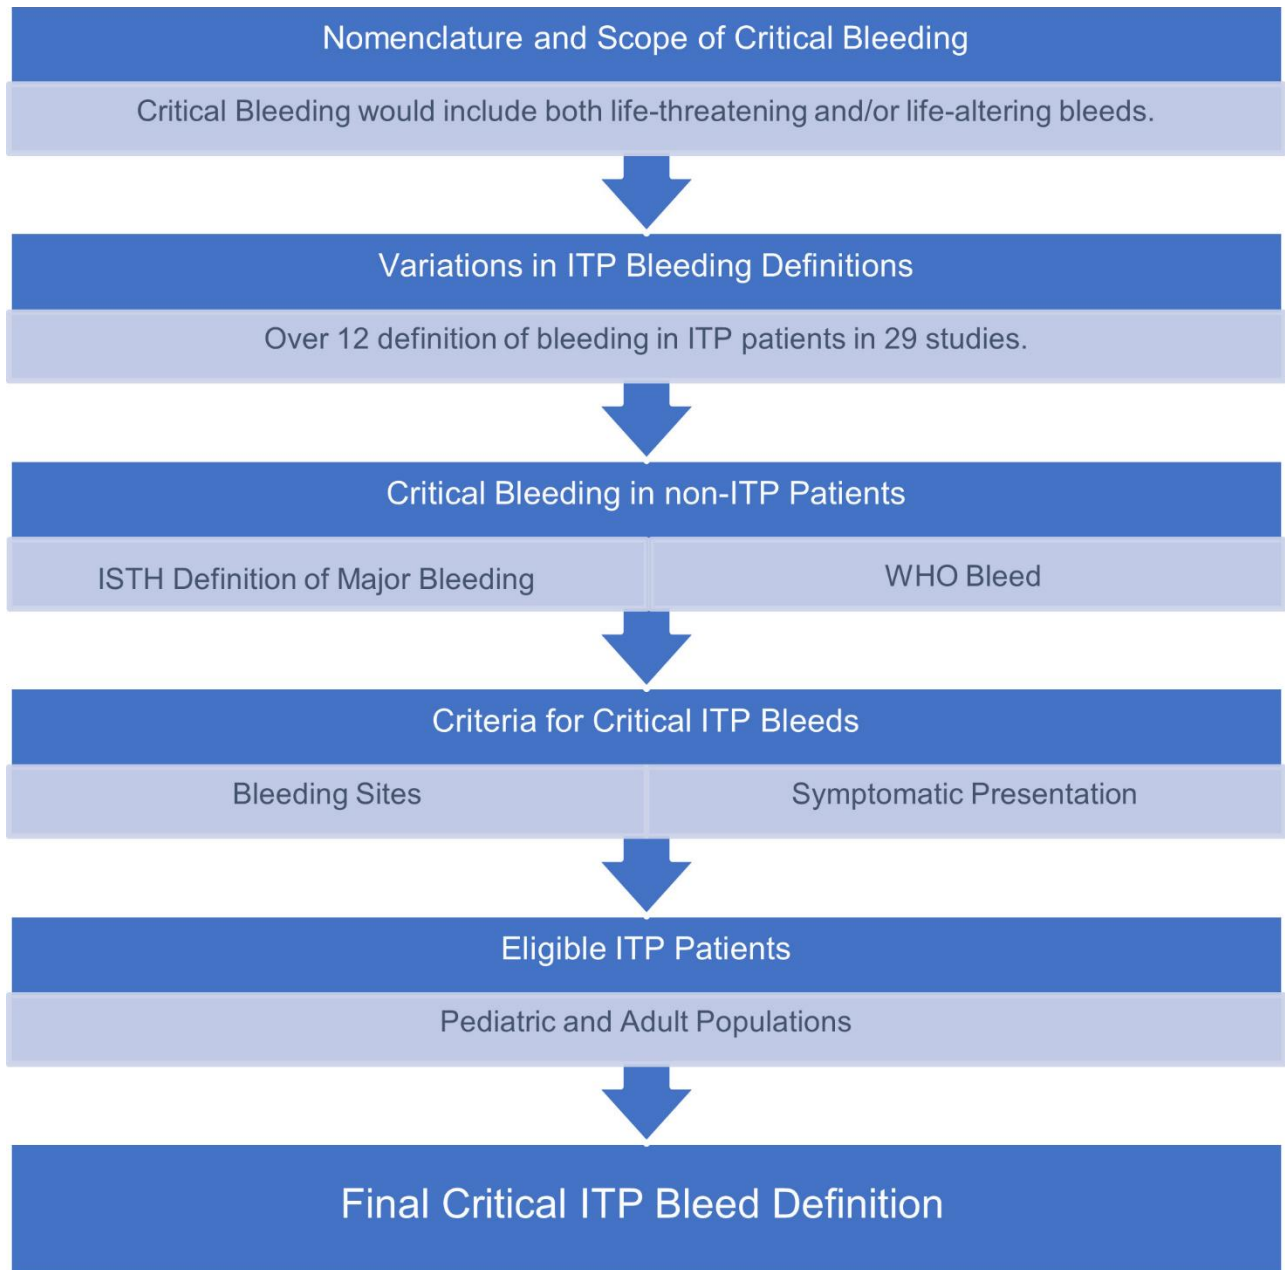 Nomenclature and Scope of Critical Bleeding
Critical Bleeding would include both life-threatening and/or life-altering bleeds.
Variations in ITP Bleeding Definitions
Over 12 definition of bleeding in ITP patients in 29 studies.
Critical Bleeding in non-ITP Patients
ISTH Definition of Major Bleeding
WHO Bleed
Criteria for Critical ITP Bleeds
Bleeding Sites
Symptomatic Presentation
Eligible ITP Patients
Pediatric and Adult Populations
Final Critical ITP Bleed Definition